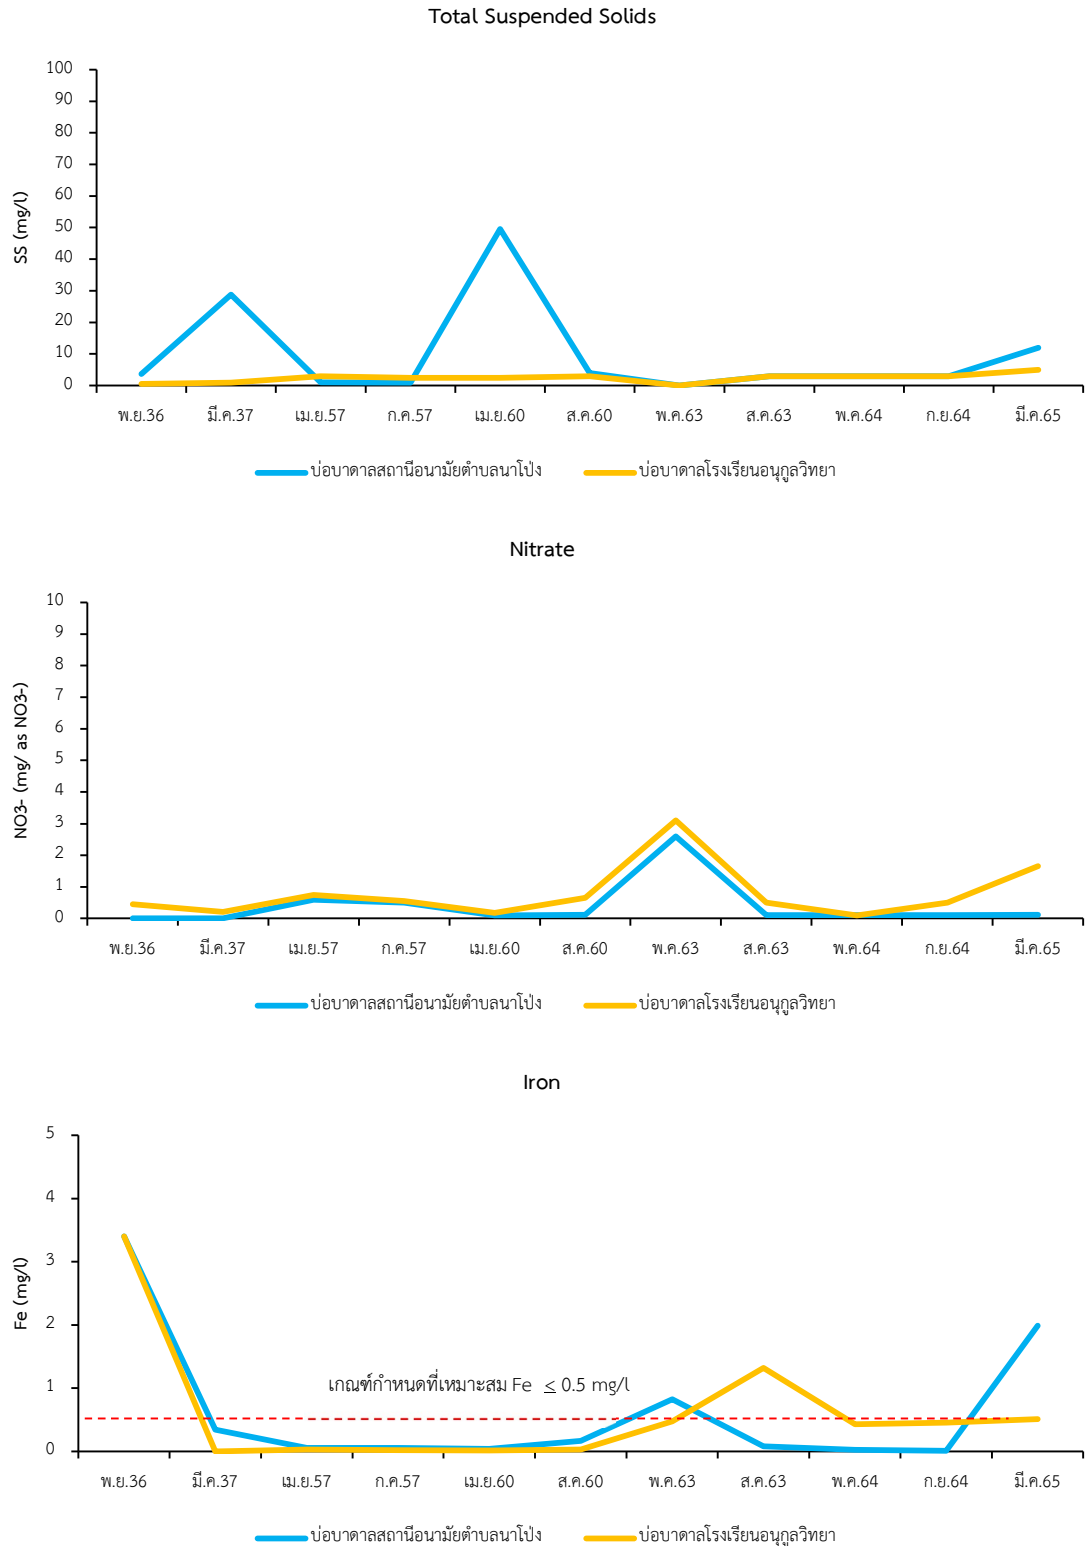 Total Suspended Solids
100
90
80
70
60
50
40
30
20
10
0
SS (mg/l)
พ.ย.36 มี.ค.37 เม.ย.57 ก.ค.57 เม.ย.60 ส.ค.60 พ.ค.63 ส.ค.63 พ.ค.64 ก.ย.64 มี.ค.65
บ่อบาดาลสถานีอนามัยตำบลนาโป่ง บ่อบาดาลโรงเรียนอนุกูลวิทยา
Nitrate
10
9
8
7
6
5
4
3
2
1
0
NO3- (mg/ as NO3-)
พ.ย.36 มี.ค.37 เม.ย.57 ก.ค.57 เม.ย.60 ส.ค.60 พ.ค.63 ส.ค.63 พ.ค.64 ก.ย.64 มี.ค.65
บ่อบาดาลสถานีอนามัยตำบลนาโป่ง บ่อบาดาลโรงเรียนอนุกูลวิทยา
Iron
5
4
3
2
1
0
Fe (mg/l)
เกณฑ์กำหนดที่เหมาะสม Fe ≤ 0.5 mg/l
พ.ย.36 มี.ค.37 เม.ย.57 ก.ค.57 เม.ย.60 ส.ค.60 พ.ค.63 ส.ค.63 พ.ค.64 ก.ย.64 มี.ค.65
บ่อบาดาลสถานีอนามัยตำบลนาโป่ง บ่อบาดาลโรงเรียนอนุกูลวิทยา